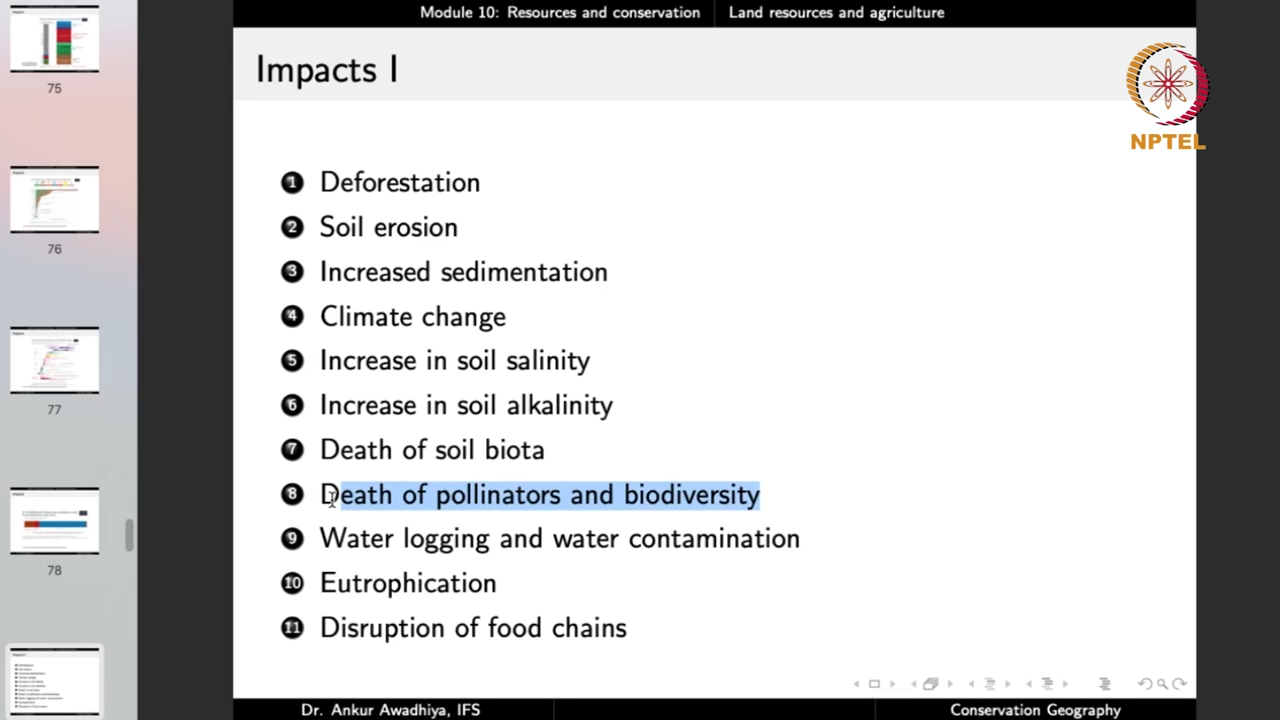 Module 10: Resources and conservation Land resources and agriculture
Impacts I
NPTEL
1 Deforestation
2 Soil erosion
3 Increased sedimentation
4 Climate change
5 Increase in soil salinity
6 Increase in soil alkalinity
7 Death of soil biota
8 Death of pollinators and biodiversity
9 Water logging and water contamination
10 Eutrophication
11 Disruption of food chains
Dr. Ankur Awadhiya, IFS Conservation Geography
75
76
77
78